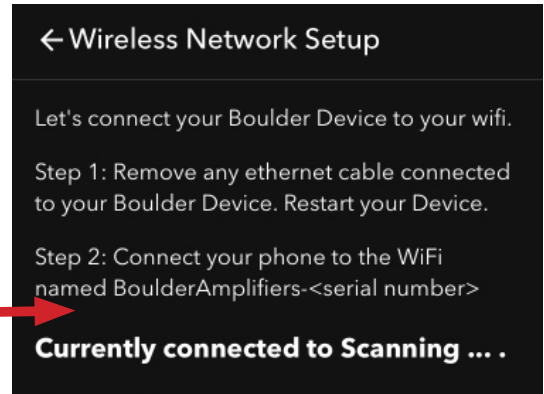 ← Wireless Network Setup
Let's connect your Boulder Device to your wifi.
Step 1: Remove any ethernet cable connected
to your Boulder Device. Restart your Device.
Step 2: Connect your phone to the WiFi
named BoulderAmplifiers-<serial number>
Currently connected to Scanning ... .